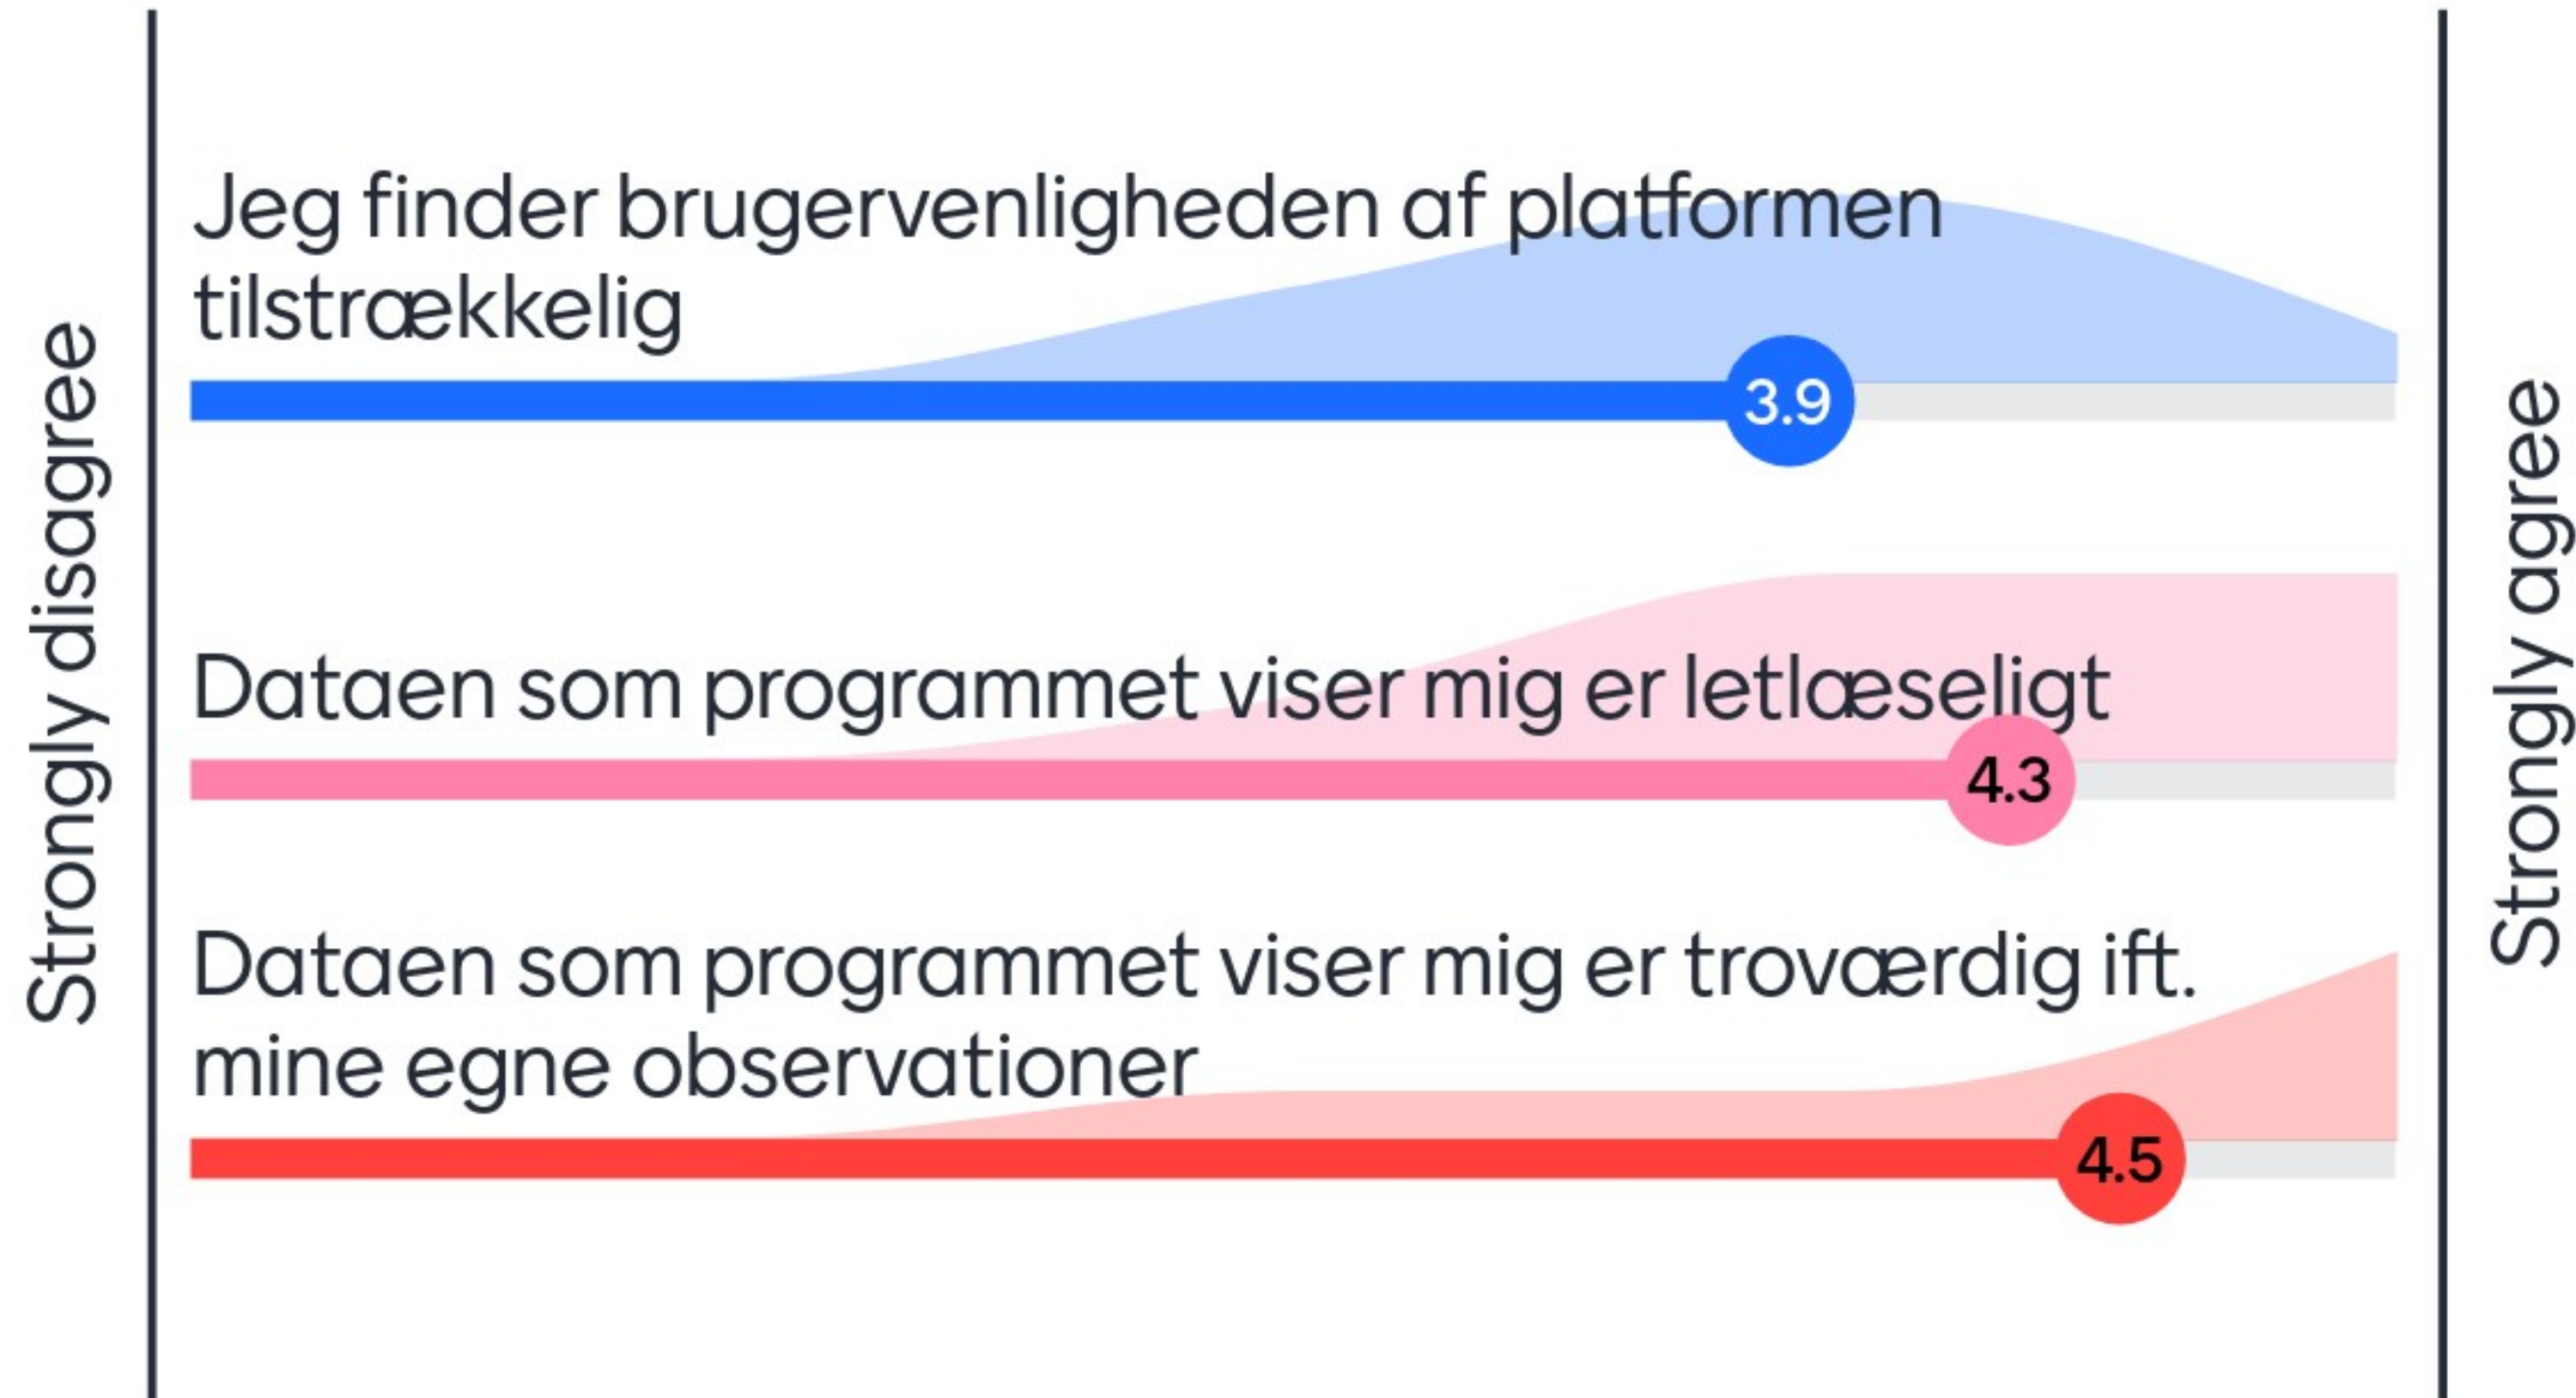 Strongly disagree
Jeg finder brugervenligheden af platformen
tilstrækkelig
3.9
Dataen som programmet viser mig er letlæseligt
4.3
Dataen som programmet viser mig er troværdig ift.
mine egne observationer
4.5
Strongly agree